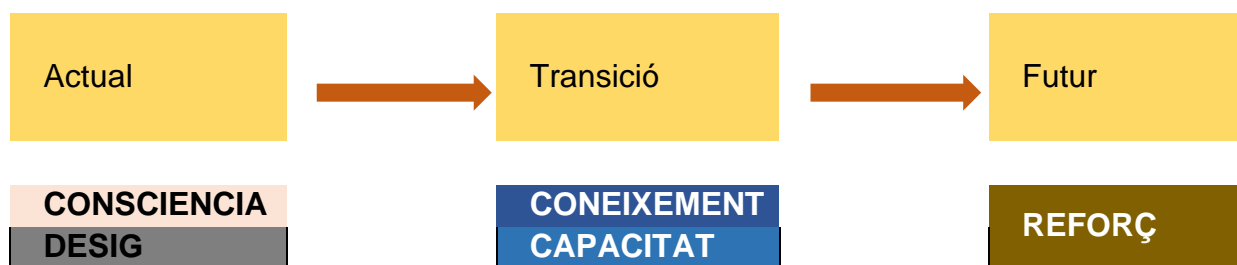 Actual
Transició
Futur
CONSCIENCIA
DESIG
CONEIXEMENT
CAPACITAT
REFORÇ